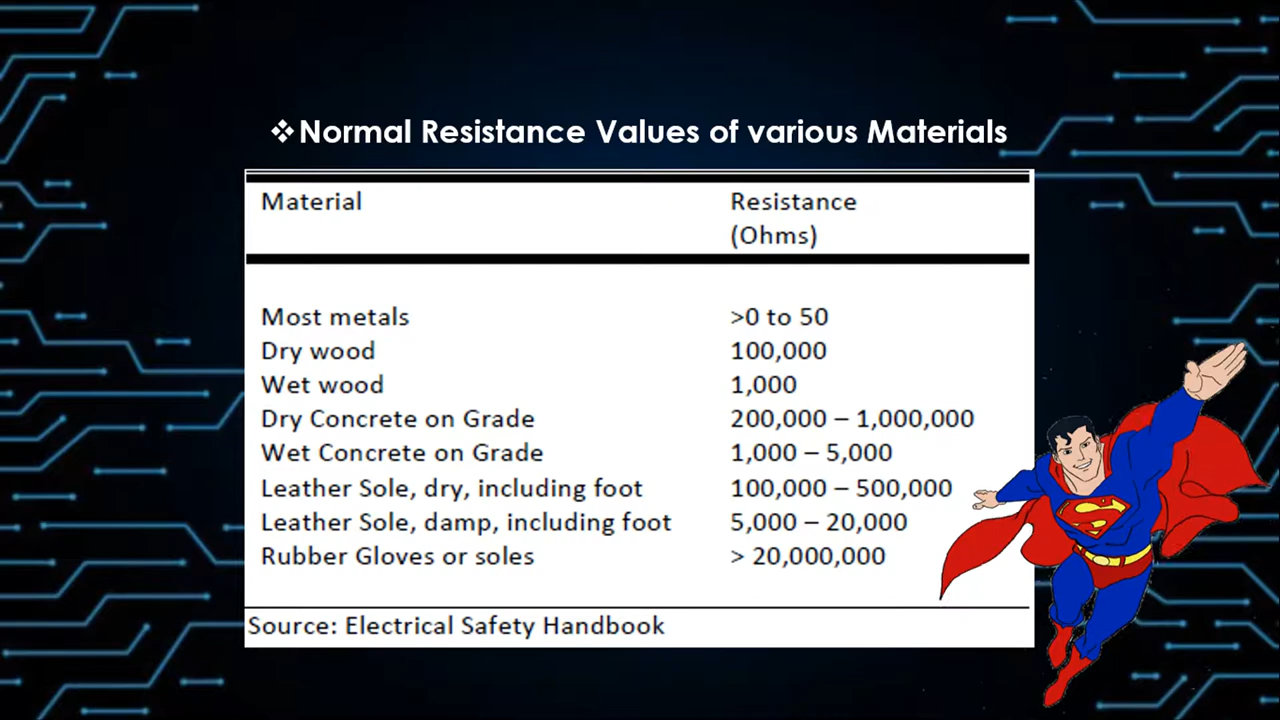 ❖Normal Resistance Values of various Materials
Material Resistance
(Ohms)
Most metals >0 to 50
Dry wood 100,000
Wet wood 1,000
Dry Concrete on Grade 200,000 – 1,000,000
Wet Concrete on Grade 1,000 – 5,000
Leather Sole, dry, including foot 100,000 – 500,000
Leather Sole, damp, including foot 5,000 – 20,000
Rubber Gloves or soles > 20,000,000
Source: Electrical Safety Handbook